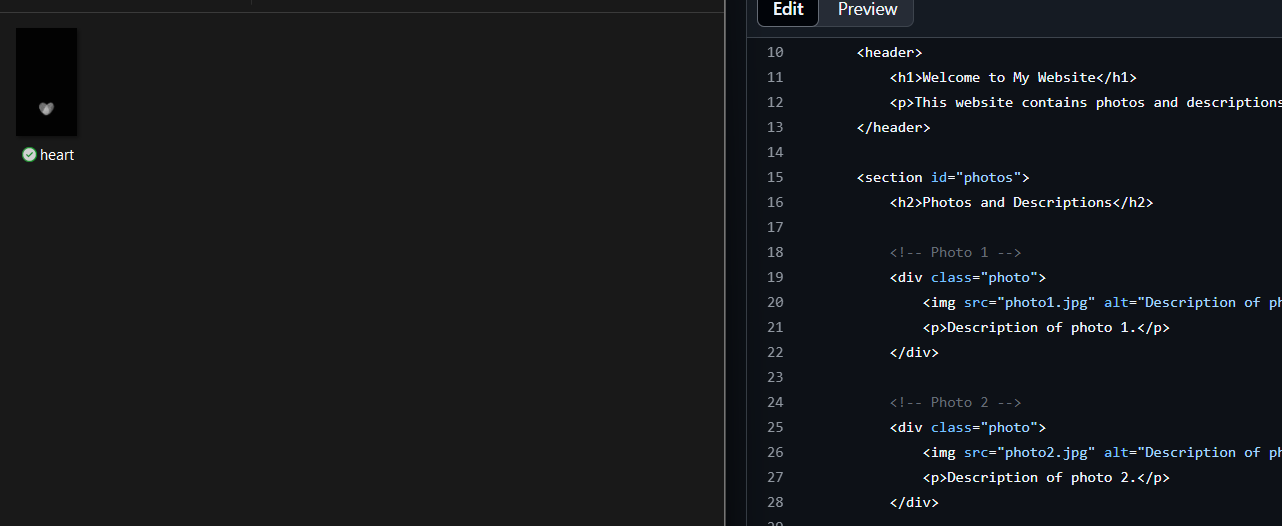 heart
Edit Preview
10 <header>
11 <h1>Welcome to My Website</h1>
12 <p>This website contains photos and descriptions
13 </header>
14
15 <section id="photos">
16 <h2>Photos and Descriptions</h2>
17
18 <!-- Photo 1 -->
19 <div class="photo">
20 <img src="photo1.jpg" alt="Description of ph
21 <p>Description of photo 1.</p>
22 </div>
23
24 <!-- Photo 2 -->
25 <div class="photo">
26 <img src="photo2.jpg" alt="Description of ph
27 <p>Description of photo 2.</p>
28 </div>